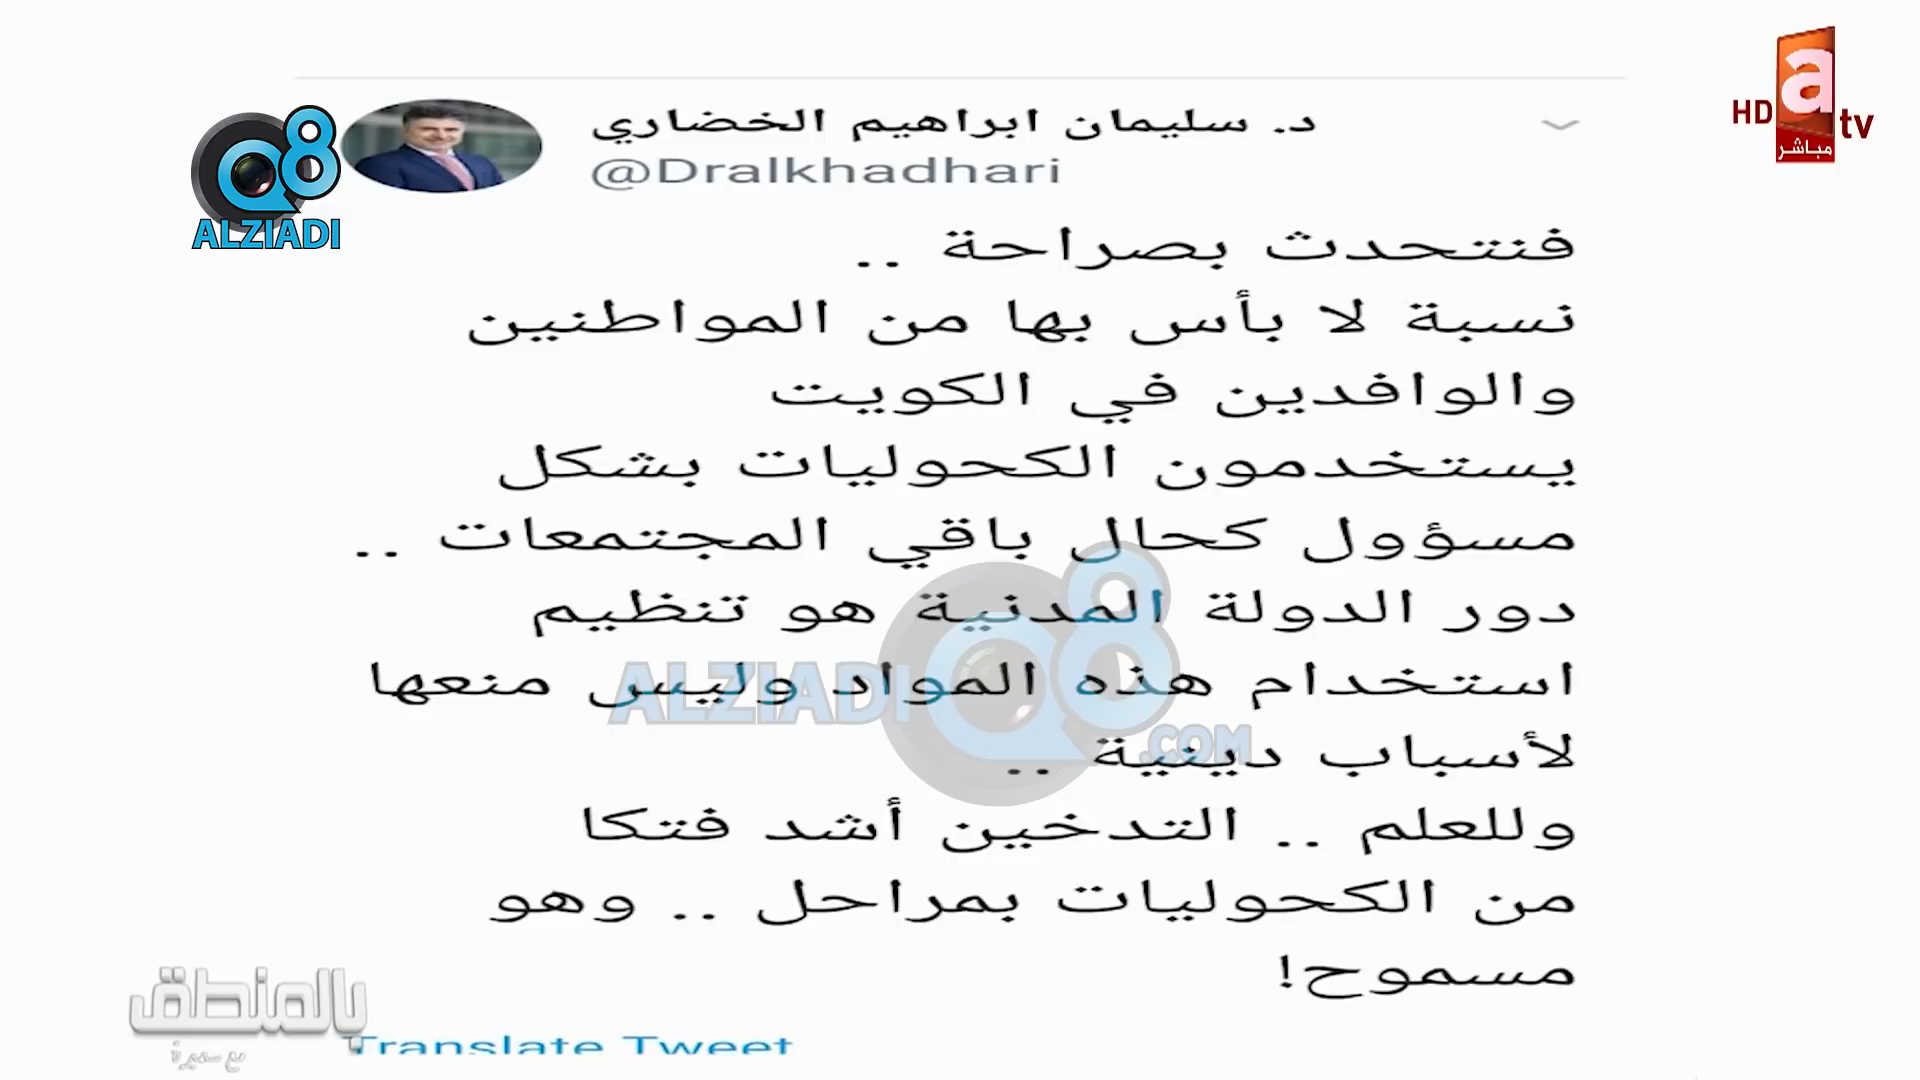 HD a tv
مباشر
Q8
ALZIADI
د. سليمان ابراهيم الخضاري
@Dralkhadhari
فنتحدث بصراحة ..
نسبة لا بأس بها من المواطنين
والوافدين في الكويت
يستخدمون الكحوليات بشكل
مسؤول كحال باقي المجتمعات ..
دور الدولة المدنية هو تنظيم
استخدام هذه المواد وليس منعها
لأسباب دينية ..
وللعلم .. التدخين أشد فتكا
من الكحوليات بمراحل .. وهو
مسموح!
ALZIADIQ8.COM
بالمنطق
Translate Tweet